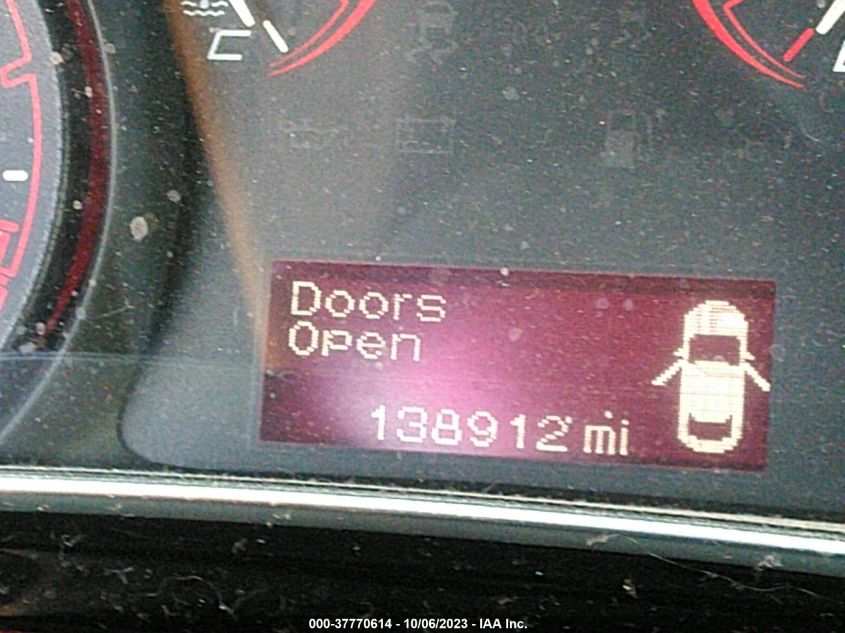 C
Doors
Open
138912 mi
000-37770614 - 10/06/2023 - IAA Inc.